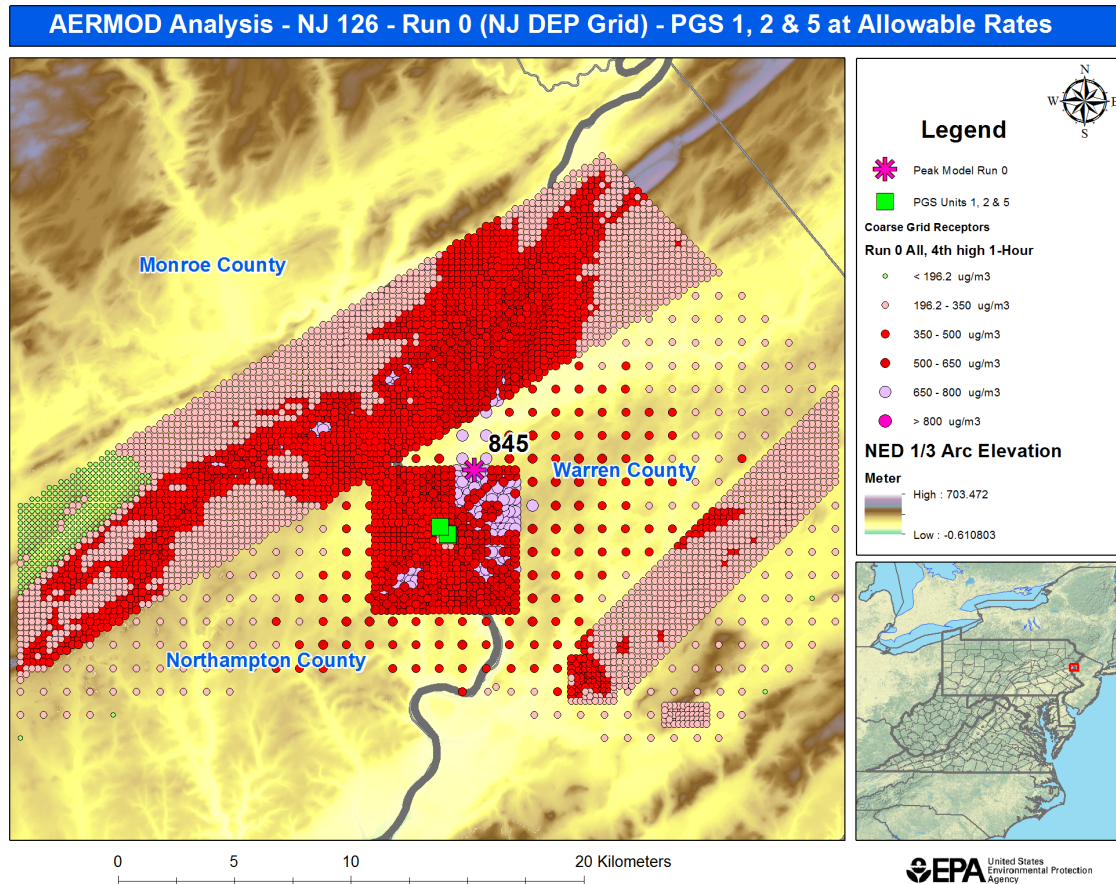 AERMOD Analysis - NJ 126 - Run 0 (NJ DEP Grid) - PGS 1, 2 & 5 at Allowable Rates
Monroe County
845
Warren County
Northampton County
N
W E
S
Legend
Peak Model Run 0
PGS Units 1, 2 & 5
Coarse Grid Receptors
Run 0 All, 4th high 1-Hour
< 196.2 ug/m3
196.2 - 350 ug/m3
350 - 500 ug/m3
500 - 650 ug/m3
650 - 800 ug/m3
> 800 ug/m3
NED 1/3 Arc Elevation
Meter
High : 703.472
Low : -0.610803
0 5 10 20 Kilometers
EPA
United States
Environmental Protection
Agency